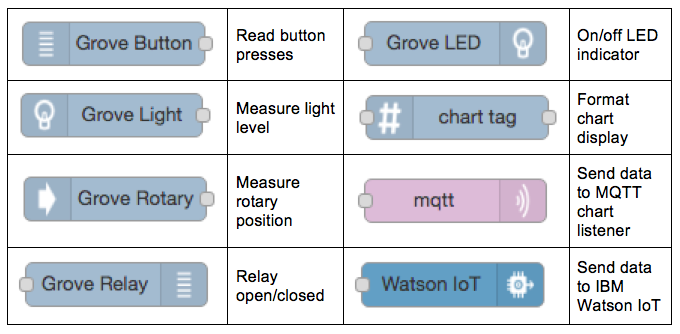 Grove Button
Read button
presses
Grove LED
On/off LED
indicator
Grove Light
Measure light
level
# chart tag
Format
chart
display
Grove Rotary
Measure
rotary
position
mqtt
Send data
to MQTT
chart
listener
Grove Relay
Relay
open/closed
Watson IoT
Send data
to IBM
Watson IoT